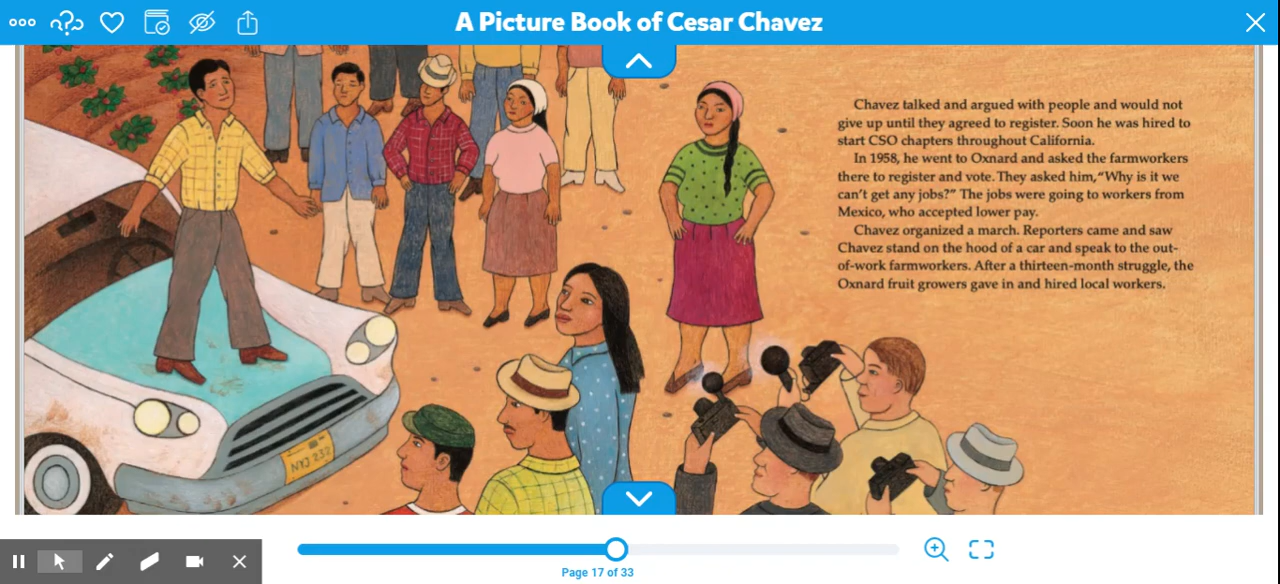 A Picture Book of Cesar Chavez
Chavez talked and argued with people and would not
give up until they agreed to register. Soon he was hired to
start CSO chapters throughout California.
In 1958, he went to Oxnard and asked the farmworkers
there to register and vote. They asked him, “Why is it we
can’t get any jobs?” The jobs were going to workers from
Mexico, who accepted lower pay.
Chavez organized a march. Reporters came and saw
Chavez stand on the hood of a car and speak to the out-
of-work farmworkers. After a thirteen-month struggle, the
Oxnard fruit growers gave in and hired local workers.
NYJ 232
Page 17 of 33